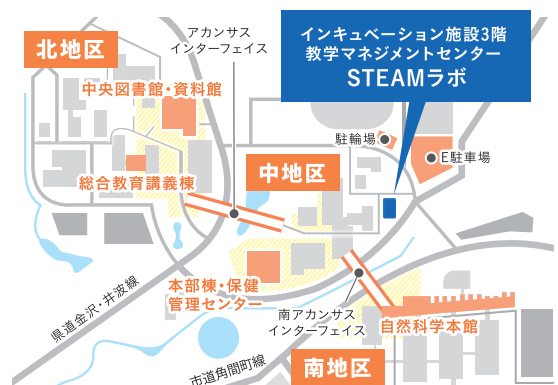 北地区
アカンサス
インターフェイス
インキュベーション施設3階
教学マネジメントセンター
STEAMラボ
中央図書館・資料館
駐輪場
E駐車場
総合教育講義棟
中地区
本部棟・保健
管理センター
県道金沢・井波線
南アカンサス
インターフェイス
自然科学本館
市道角間町線
南地区